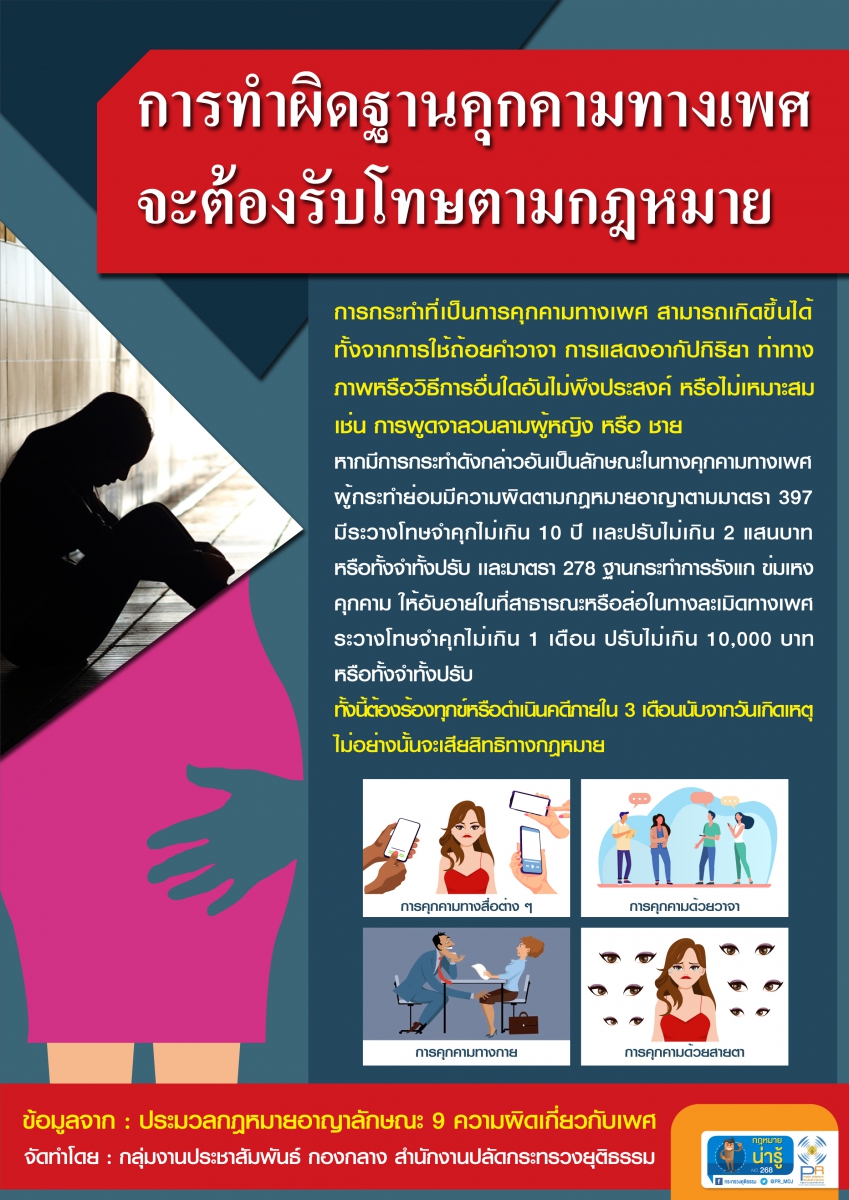 การทำผิดฐานคุกคามทางเพศ
จะต้องรับโทษตามกฎหมาย
การกระทำที่เป็นการคุกคามทางเพศ สามารถเกิดขึ้นได้
ทั้งจากการใช้ถ้อยคำวาจา การแสดงอากัปกิริยา ท่าทาง
ภาพหรือวิธีการอื่นใดอันไม่พึงประสงค์ หรือไม่เหมาะสม
เช่น การพูดจาลวนลามผู้หญิง หรือ ชาย
หากมีการกระทำดังกล่าวอันเป็นลักษณะในทางคุกคามทางเพศ
ผู้กระทำย่อมมีความผิดตามกฎหมายอาญาตามมาตรา 397
มีระวางโทษจำคุกไม่เกิน 10 ปี และปรับไม่เกิน 2 แสนบาท
หรือทั้งจำทั้งปรับ และมาตรา 278 ฐานกระทำการรังแก ข่มเหง
คุกคาม ให้อับอายในที่สาธารณะหรือส่อในทางละเมิดทางเพศ
ระวางโทษจำคุกไม่เกิน 1 เดือน ปรับไม่เกิน 10,000 บาท
หรือทั้งจำทั้งปรับ
ทั้งนี้ต้องร้องทุกข์หรือดำเนินคดีภายใน 3 เดือนนับจากวันเกิดเหตุ
ไม่อย่างนั้นจะเสียสิทธิทางกฎหมาย
การคุกคามทางสื่อต่าง ๆ
การคุกคามด้วยวาจา
การคุกคามทางกาย
การคุกคามด้วยสายตา
ข้อมูลจาก : ประมวลกฎหมายอาญาลักษณะ 9 ความผิดเกี่ยวกับเพศ
จัดทำโดย : กลุ่มงานประชาสัมพันธ์ กองกลาง สำนักงานปลัดกระทรวงยุติธรรม
กฎหมาย
น่ารู้
NO. 268
กระทรวงยุติธรรม @PR_MOJ
PR